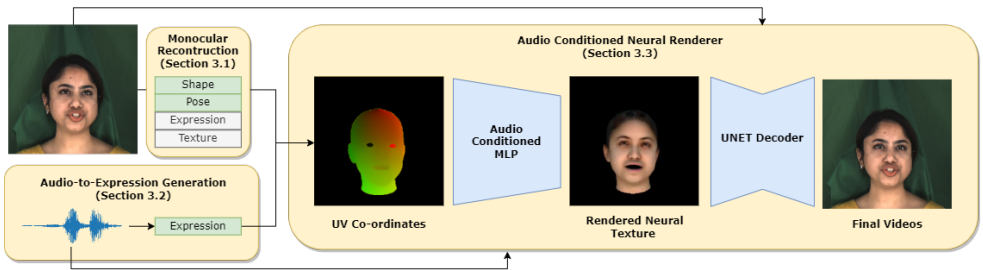 Monocular
Recontruction
(Section 3.1)
Shape
Pose
Expression
Texture
Audio-to-Expression Generation
(Section 3.2)
Expression
Audio Conditioned Neural Renderer
(Section 3.3)
UV Co-ordinates
Audio
Conditioned
MLP
Rendered Neural
Texture
UNET Decoder
Final Videos